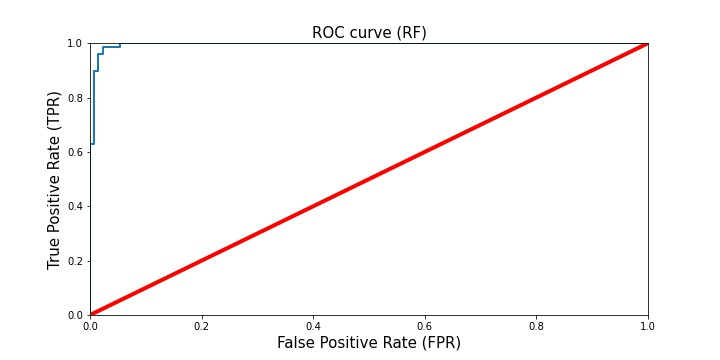 ROC curve (RF)
1.0
0.8
0.6
0.4
0.2
0.0
True Positive Rate (TPR)
0.0 0.2 0.4 0.6 0.8 1.0
False Positive Rate (FPR)